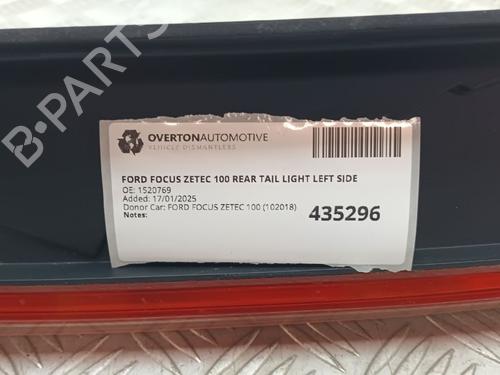 B-PARTS
OVERTONAUTOMOTIVE
VEHICLE DISMANTLERS
FORD FOCUS ZETEC 100 REAR TAIL LIGHT LEFT SIDE
OE: 1520769
Added: 17/01/2025
Donor Car: FORD FOCUS ZETEC 100 (102018)
Notes:
435296